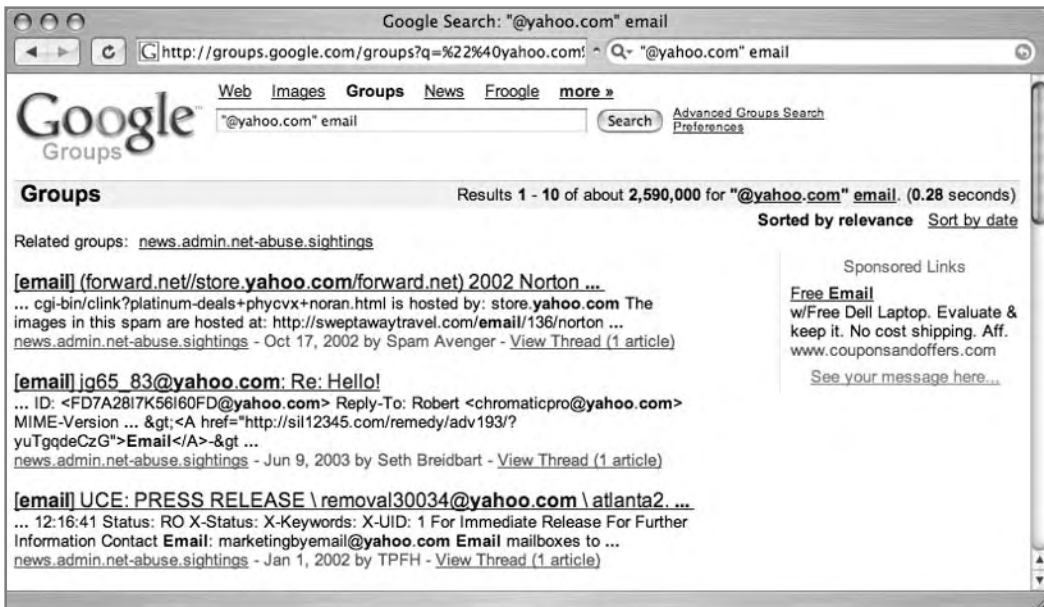 Google Search: "@yahoo.com" email
G http://groups.google.com/groups?q=%22%40yahoo.com% "@yahoo.com" email
Web Images Groups News Froogle more »
Google™
Groups
"@yahoo.com" email Search Advanced Groups Search
Preferences
Groups Results 1 - 10 of about 2,590,000 for "@yahoo.com" email. (0.28 seconds)
Sorted by relevance Sort by date
Related groups: news.admin.net-abuse.sightings
[email] (forward.net//store.yahoo.com/forward.net) 2002 Norton ...
... cgi-bin/clink?platinum-deals+phycvx+noran.html is hosted by: store.yahoo.com The
images in this spam are hosted at: http://sweptawaytravel.com/email/136/norton ...
news.admin.net-abuse.sightings - Oct 17, 2002 by Spam Avenger - View Thread (1 article)
[email] jg65_83@yahoo.com: Re: Hello!
... ID: <FD7A28I7K56I60FD@yahoo.com> Reply-To: Robert <chromaticpro@yahoo.com>
MIME-Version ... &gt;<A href="http://sil12345.com/remedy/adv193/?
yuTgqdeCzG">Email</A>-&gt ...
news.admin.net-abuse.sightings - Jun 9, 2003 by Seth Breidbart - View Thread (1 article)
[email] UCE: PRESS RELEASE \ removal30034@yahoo.com \ atlanta2. ...
... 12:16:41 Status: RO X-Status: X-Keywords: X-UID: 1 For Immediate Release For Further
Information Contact Email: marketingbyemail@yahoo.com Email mailboxes to ...
news.admin.net-abuse.sightings - Jan 1, 2002 by TPFH - View Thread (1 article)
Sponsored Links
Free Email
w/Free Dell Laptop. Evaluate &
keep it. No cost shipping. Aff.
www.couponsandoffers.com
See your message here...